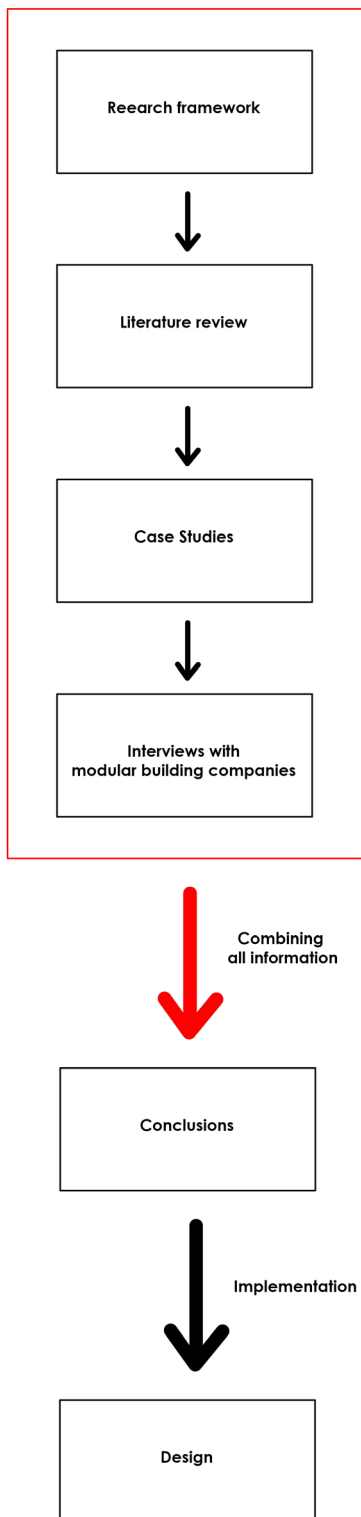 Reearch framework
Literature review
Case Studies
Interviews with
modular building companies
Combining
all information
Conclusions
Implementation
Design